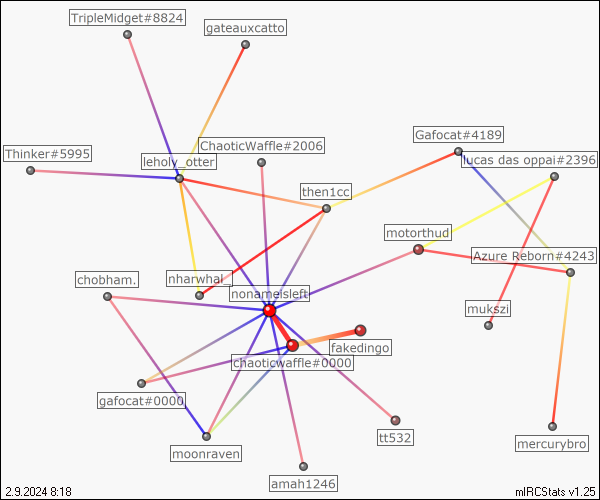 TripleMidget#8824
gateauxcatto
Gafocat#4189
Thinker#5995
leholy_otter
ChaoticWaffle#2006
lucas das oppai#2396
then1cc
motorthud
Azure Reborn#4243
chobham.
nharwhal_
nonameisleft
mukszi
chaoticwaffle#0000
fakedingo
gafocat#0000
moonraven
tt532
mercurybro
amah1246
2.9.2024 8:18
mIRCStats v1.25